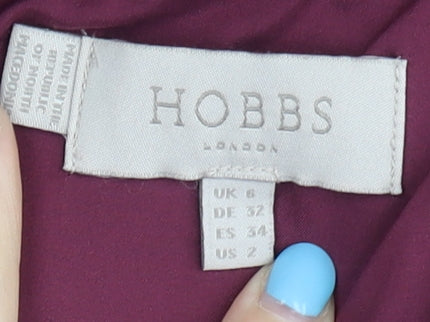 MADE IN THE
REPUBLIC
OF NORTH
MACEDONIA
HOBBS
LONDON
UK 6
DE 32
ES 34
US 2